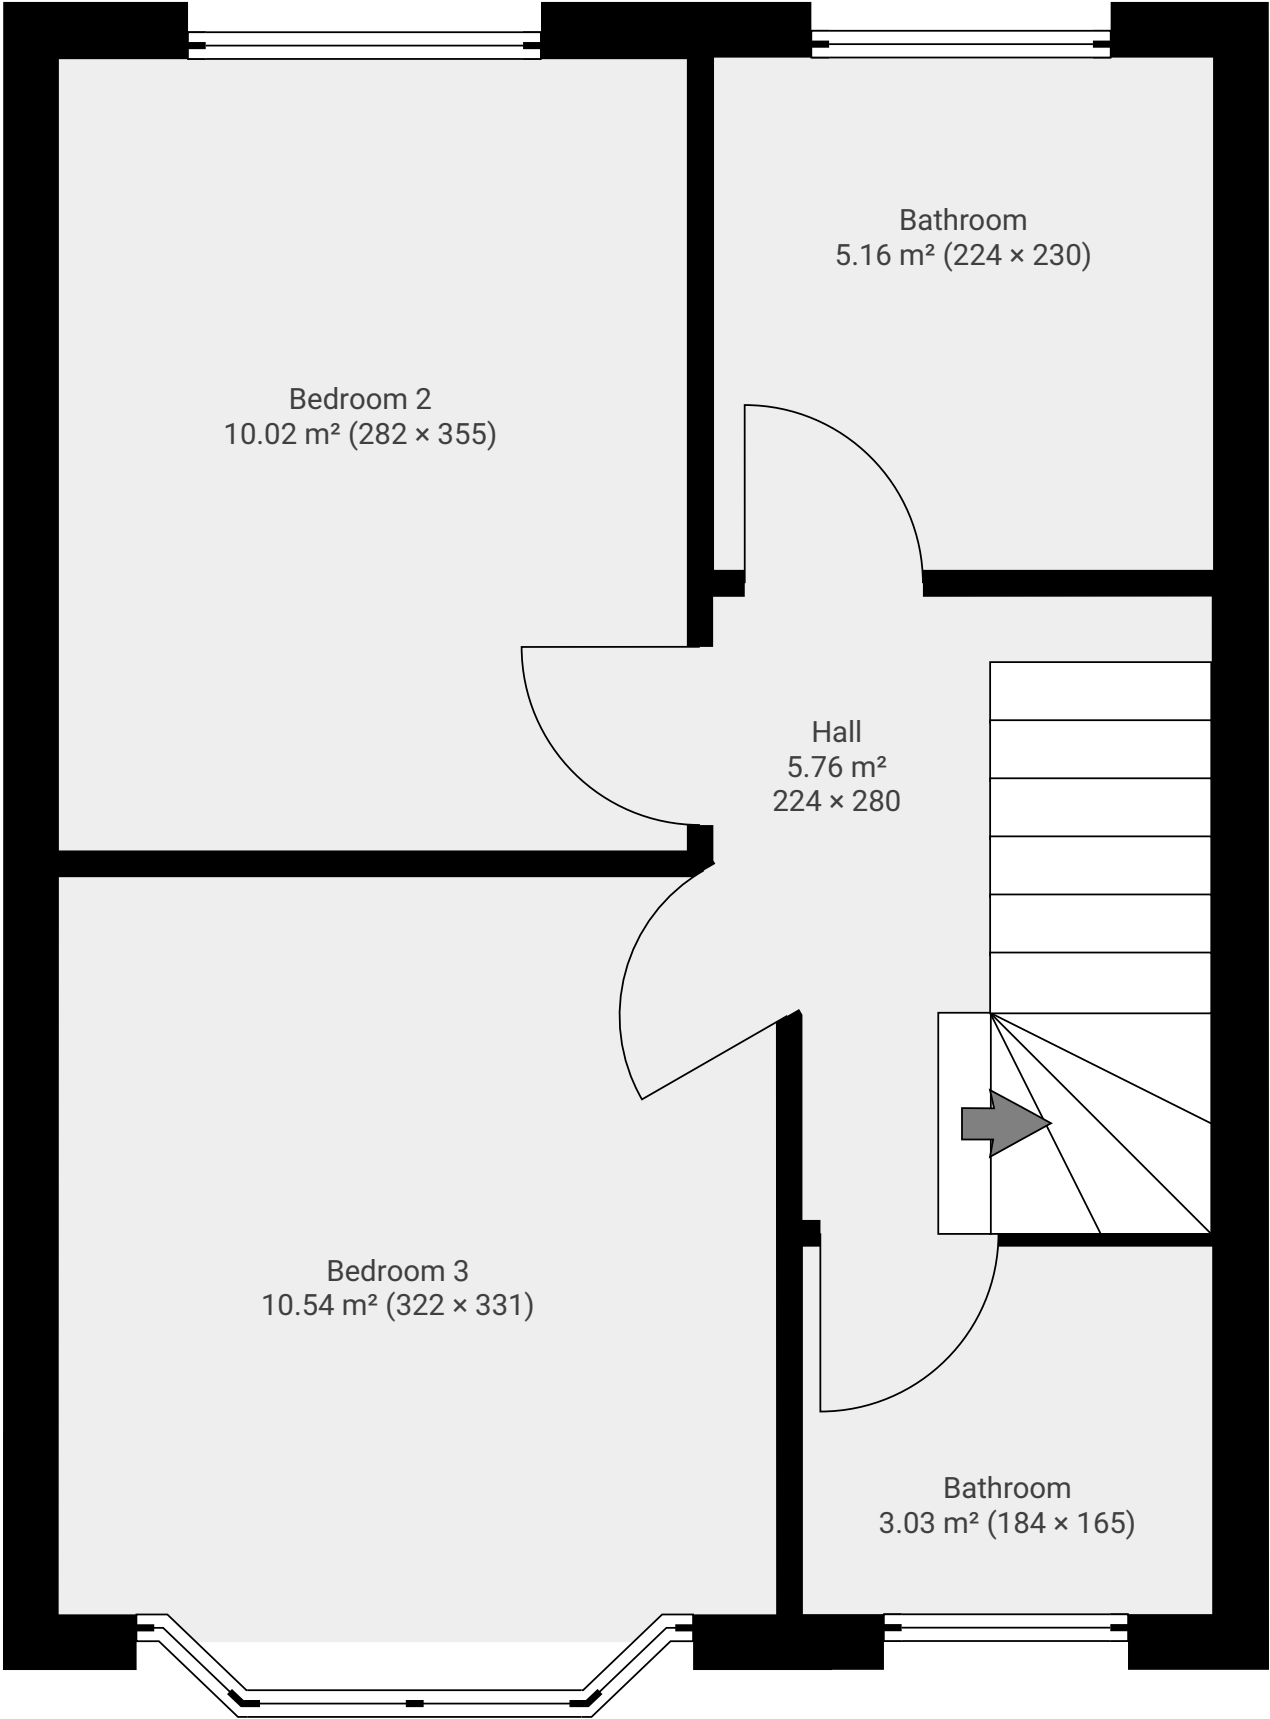 Bathroom
5.16 m² (224 × 230)
Bedroom 2
10.02 m² (282 × 355)
Hall
5.76 m²
224 × 280
Bedroom 3
10.54 m² (322 × 331)
Bathroom
3.03 m² (184 × 165)